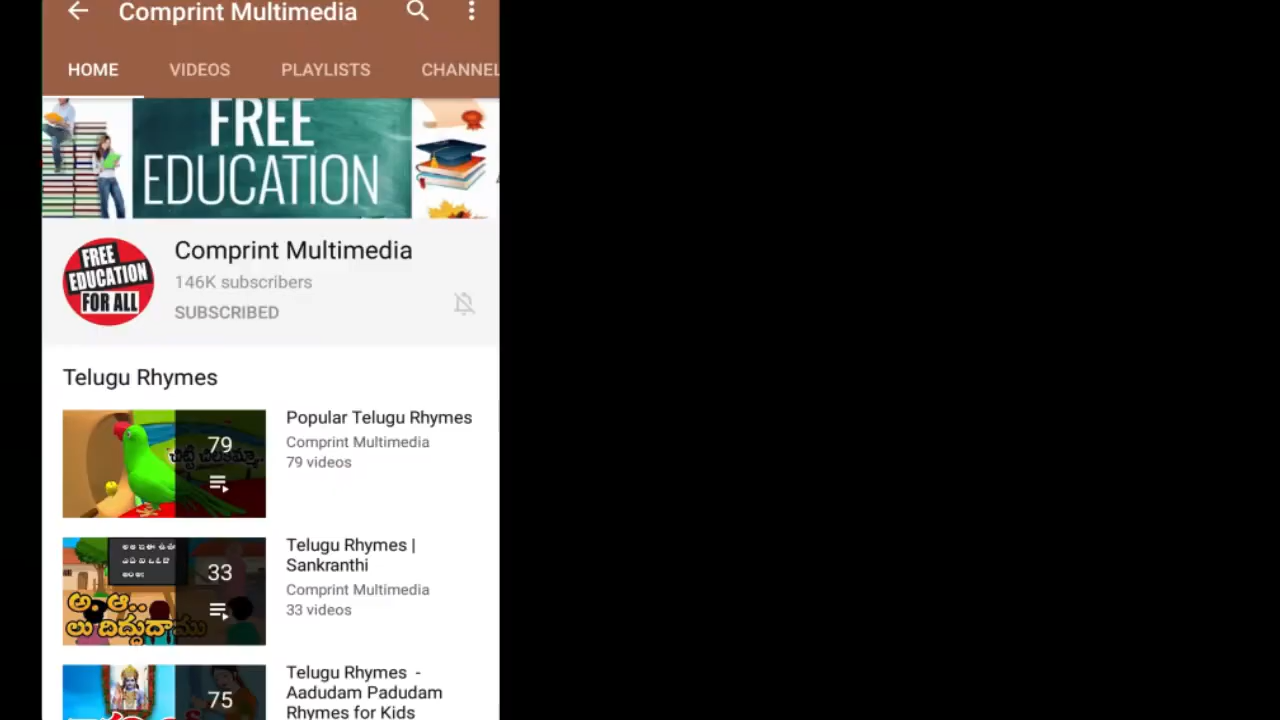 Comprint Multimedia
HOME VIDEOS PLAYLISTS CHANNEL
FREE
EDUCATION
FREE
EDUCATION
FOR ALL
Comprint Multimedia
146K subscribers
SUBSCRIBED
Telugu Rhymes
79
Popular Telugu Rhymes
Comprint Multimedia
79 videos
33
అ. ఆ..
లు దిద్దుదాము
Telugu Rhymes |
Sankranthi
Comprint Multimedia
33 videos
75
Telugu Rhymes -
Aadudam Padudam
Rhymes for Kids